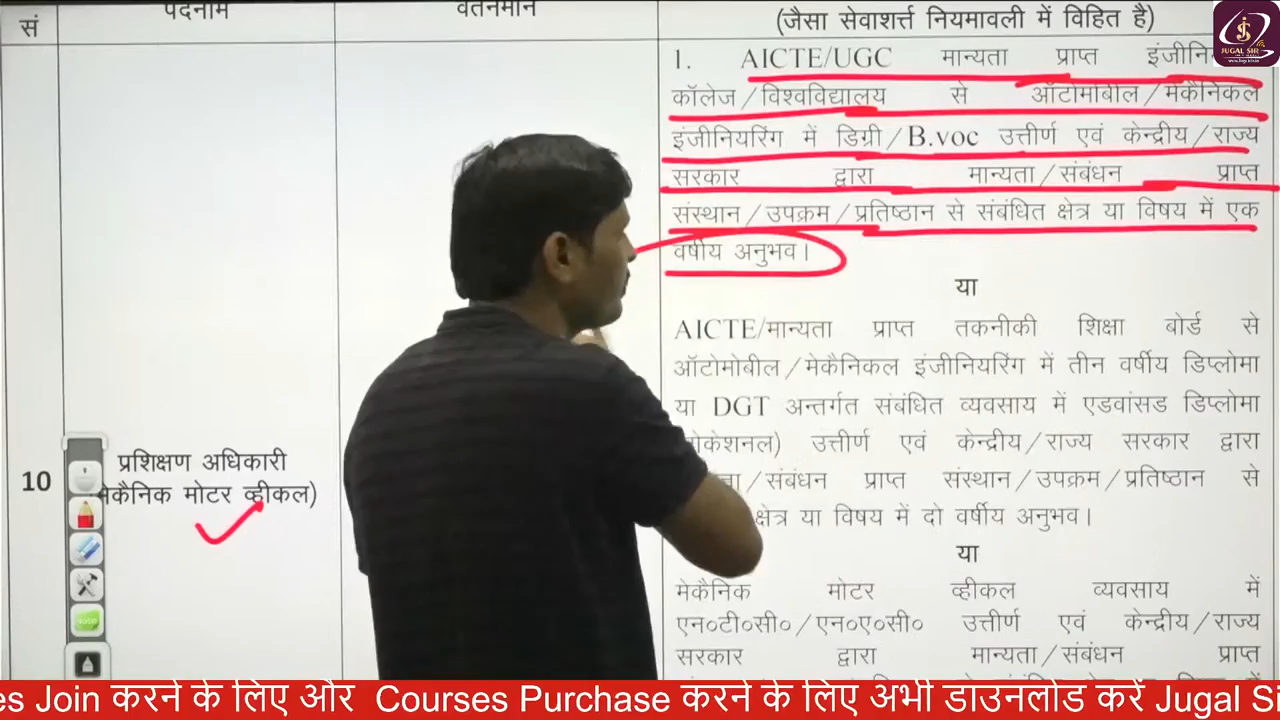 सं
पदनाम
वेतनमान
(जैसा सेवाशर्त्त नियमावली में विहित है)
JUGAL SIR
1. AICTE/UGC मान्यता प्राप्त
कॉलेज/विश्वविद्यालय से ऑटोमोबील/मेकैनिकल
इंजीनियरिंग में डिग्री/B.voc उत्तीर्ण एवं केन्द्रीय/राज्य
सरकार द्वारा मान्यता/संबंधन प्राप्त
संस्थान/उपक्रम/प्रतिष्ठान से संबंधित क्षेत्र या विषय में एक
वर्षीय अनुभव।
या
AICTE/मान्यता प्राप्त तकनीकी शिक्षा बोर्ड से
ऑटोमोबील/मेकैनिकल इंजीनियरिंग में तीन वर्षीय डिप्लोमा
या DGT अन्तर्गत संबंधित व्यवसाय में एडवांसड डिप्लोमा
उत्तीर्ण एवं केन्द्रीय/राज्य सरकार द्वारा
/संबंधन प्राप्त संस्थान/उपक्रम/प्रतिष्ठान से
क्षेत्र या विषय में दो वर्षीय अनुभव।
या
मेकैनिक मोटर व्हीकल व्यवसाय में
एन०टी०सी०/एन०ए०सी० उत्तीर्ण एवं केन्द्रीय/राज्य
सरकार द्वारा मान्यता/संबंधन प्राप्त
10
प्रशिक्षण अधिकारी
मोटर व्हीकल)
Join करने के लिए और Courses Purchase करने के लिए अभी डाउनलोड करें Jugal